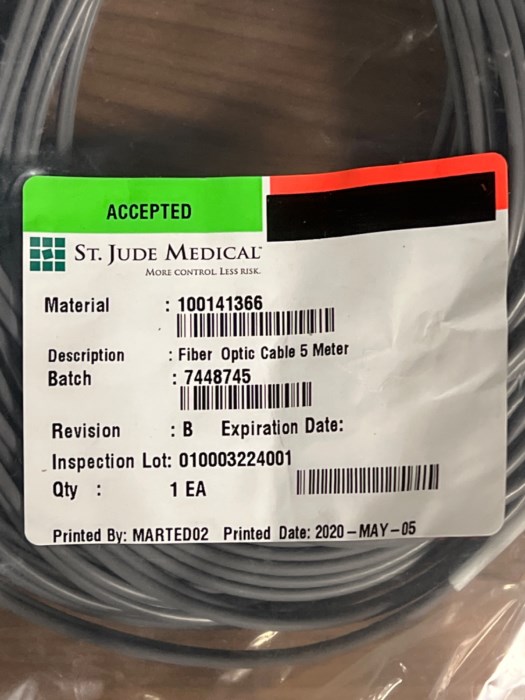 ACCEPTED
ST. JUDE MEDICAL™
MORE CONTROL. LESS RISK.
Material : 100141366
Description : Fiber Optic Cable 5 Meter
Batch : 7448745
Revision : B Expiration Date:
Inspection Lot: 010003224001
Qty : 1 EA
Printed By: MARTED02 Printed Date: 2020-MAY-05